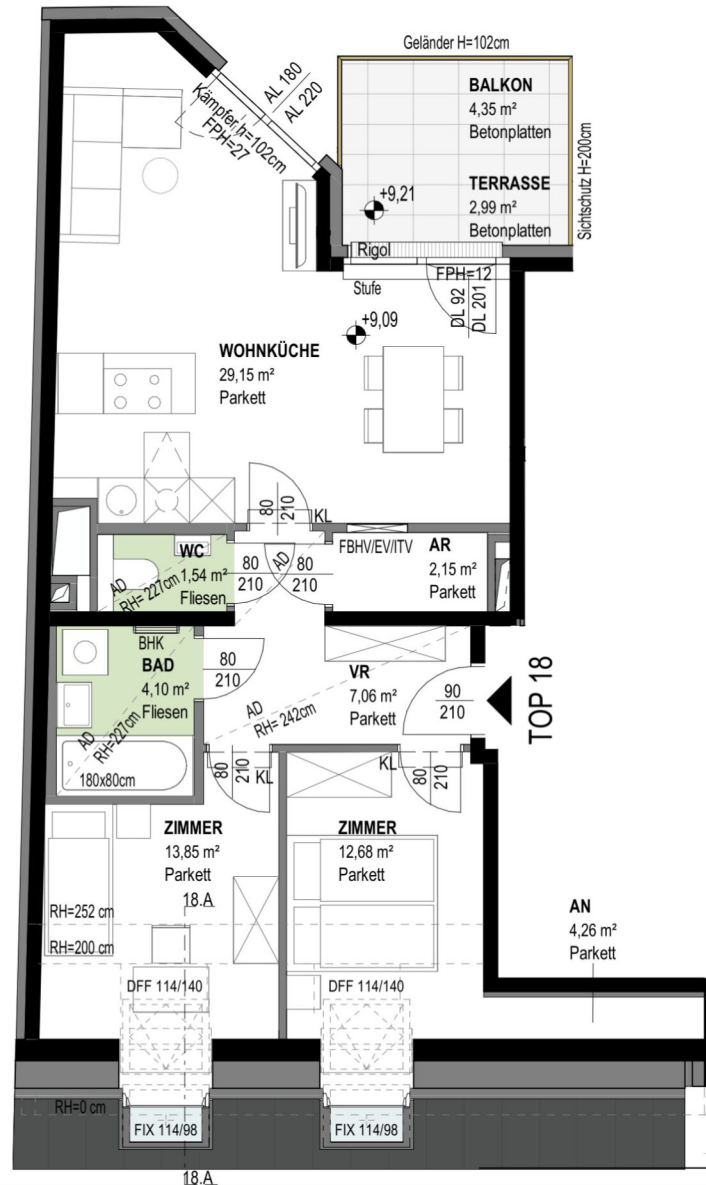 Geländer H=102cm
AL 180
AL 220
Kämpfer h=102cm
FPH=27
BALKON
4,35 m²
Betonplatten
TERRASSE
2,99 m²
Betonplatten
Sichtschutz H=200cm
+9,21
Rigol
FPH=12
Stufe
DL 92
DL 201
+9,09
WOHNKÜCHE
29,15 m²
Parkett
80
210
KL
FBHV/EV/ITV
AR
2,15 m²
Parkett
WC
1,54 m²
Fliesen
AD
RH= 227cm
80
210
80
210
AD
BHK
BAD
4,10 m²
Fliesen
AD
RH=227cm
180x80cm
80
210
VR
7,06 m²
Parkett
AD
RH= 242cm
90
210
TOP 18
80
210
KL
KL
80
210
ZIMMER
13,85 m²
Parkett
18.A
ZIMMER
12,68 m²
Parkett
RH=252 cm
RH=200 cm
AN
4,26 m²
Parkett
DFF 114/140
DFF 114/140
RH=0 cm
FIX 114/98
FIX 114/98
18.A